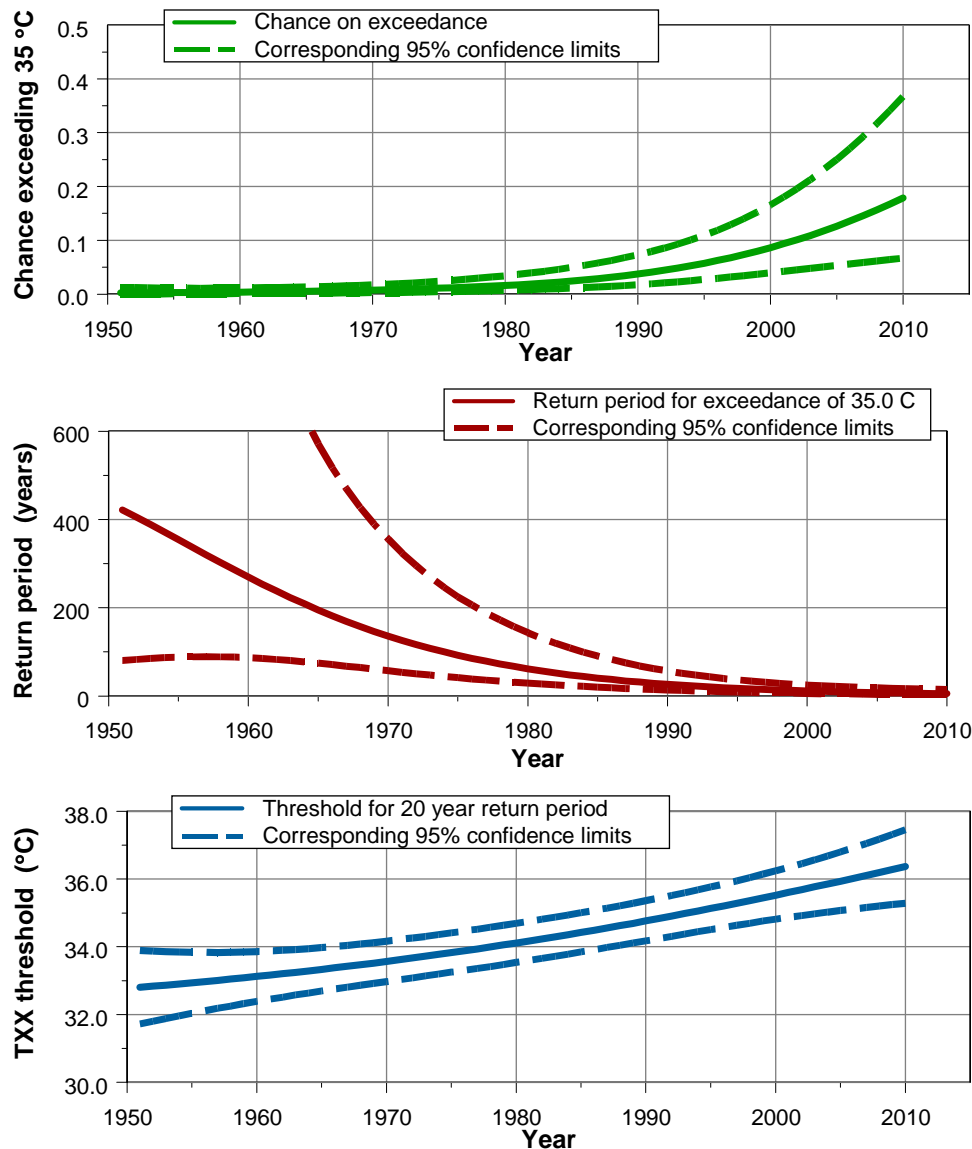 Chance on exceedance
Corresponding 95% confidence limits
Chance exceeding 35 °C
0.5
0.4
0.3
0.2
0.1
0.0
1950 1960 1970 1980 1990 2000 2010
Year
Return period for exceedance of 35.0 C
Corresponding 95% confidence limits
Return period (years)
600
400
200
0
1950 1960 1970 1980 1990 2000 2010
Year
Threshold for 20 year return period
Corresponding 95% confidence limits
TXX threshold (°C)
38.0
36.0
34.0
32.0
30.0
1950 1960 1970 1980 1990 2000 2010
Year